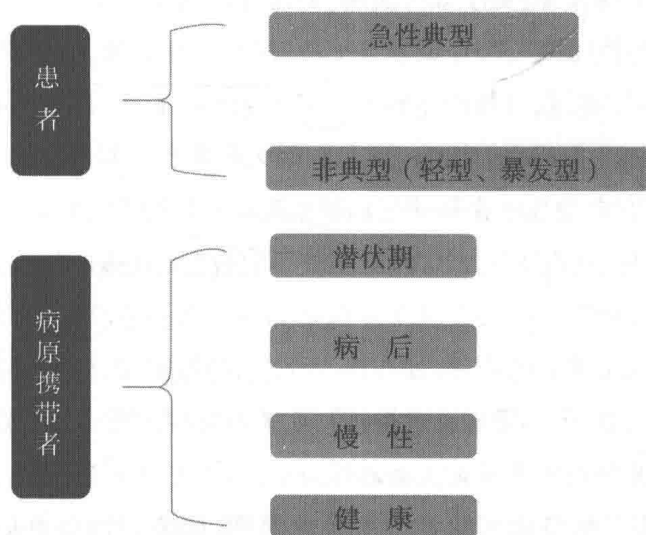 患者
急性典型
非典型（轻型、暴发型）
病原携带者
潜伏期
病 后
慢 性
健 康